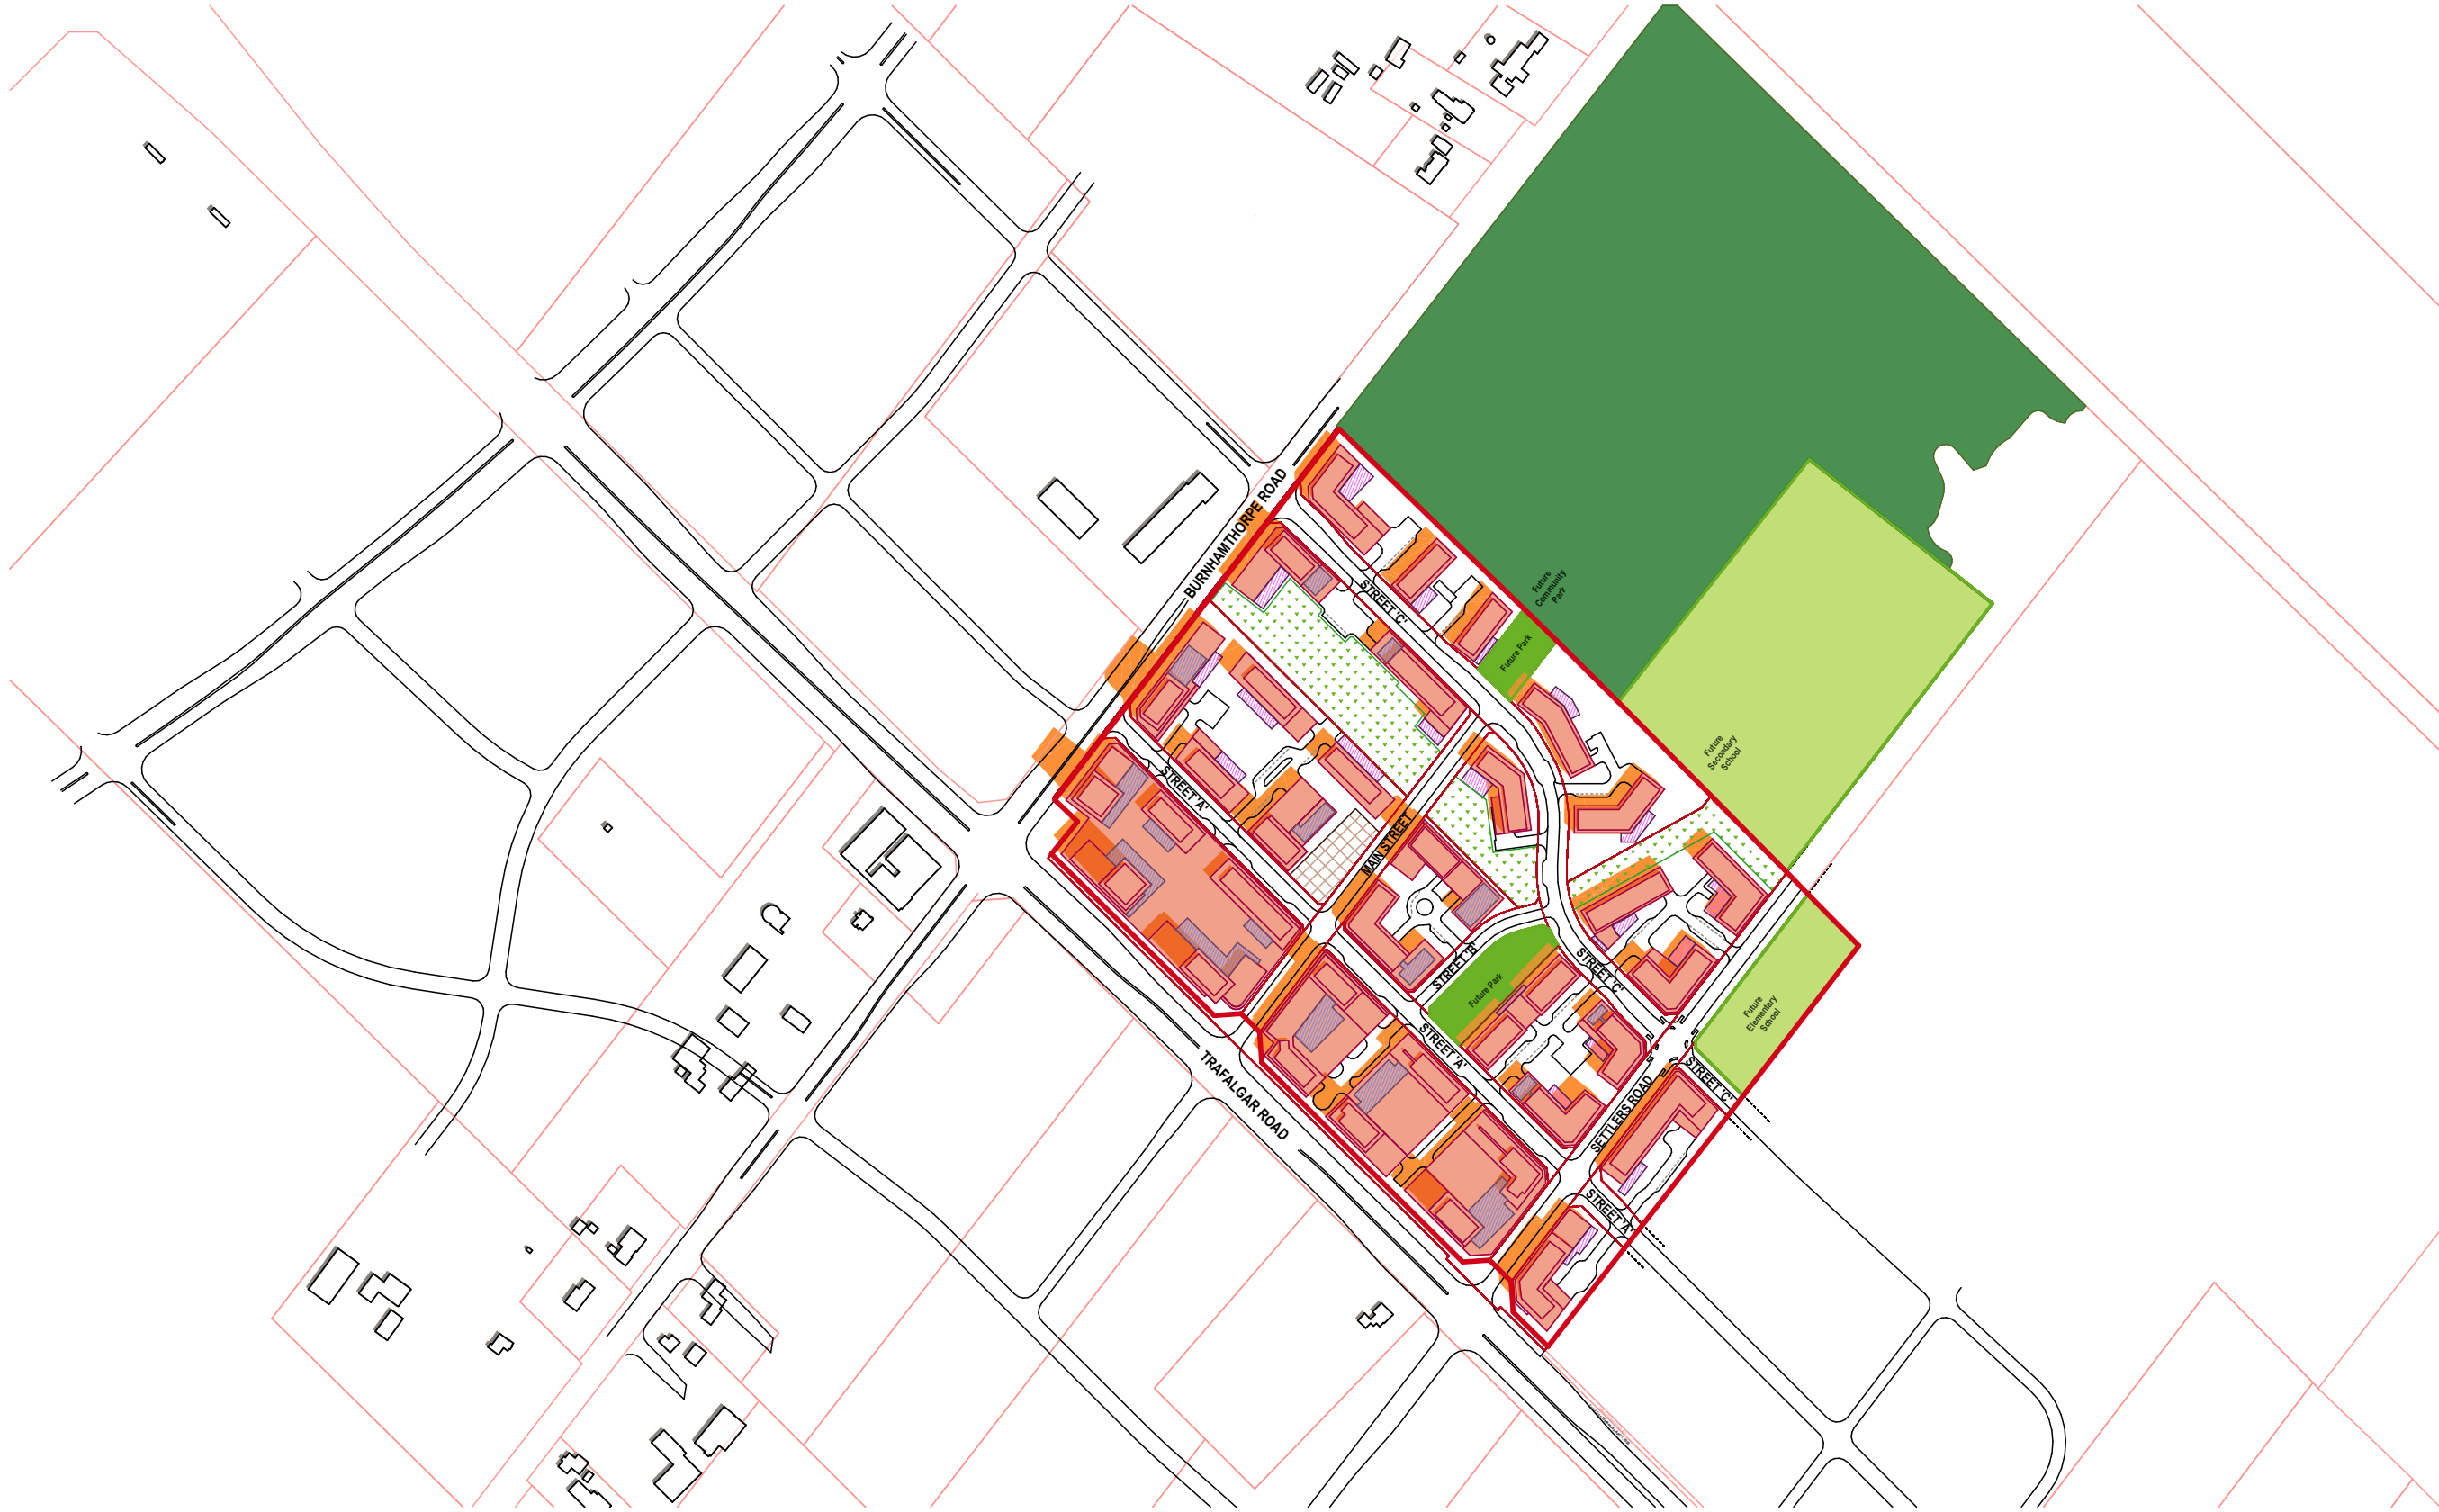 BURNHAMTHORPE ROAD
STREET 'C'
Future
Community
Park
Future Park
Future
Secondary
School
STREET 'A'
MAIN STREET
STREET 'B'
Future Park
STREET 'C'
Future
Elementary
School
STREET 'A'
TRAFALGAR ROAD
SETTLERS ROAD
STREET 'C'
STREET 'A'